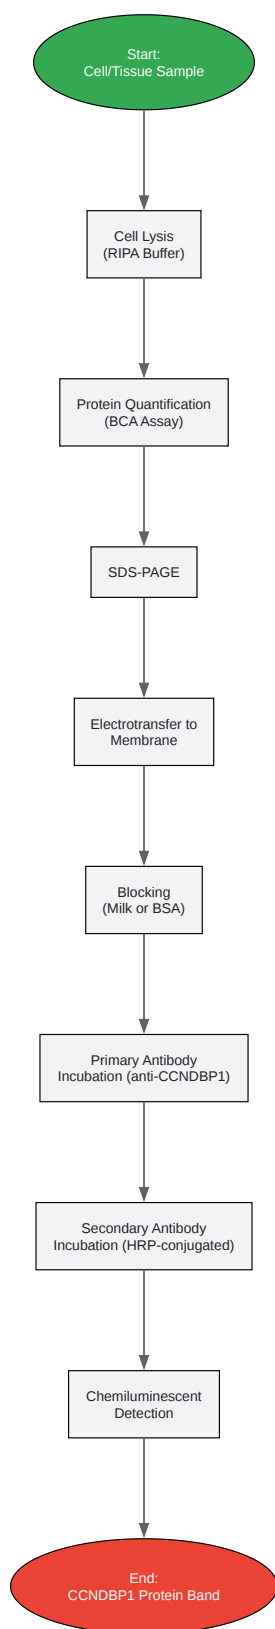 Start:
Cell/Tissue Sample
Cell Lysis
(RIPA Buffer)
Protein Quantification
(BCA Assay)
SDS-PAGE
Electrotransfer to
Membrane
Blocking
(Milk or BSA)
Primary Antibody
Incubation (anti-CCNDBP1)
Secondary Antibody
Incubation (HRP-conjugated)
Chemiluminescent
Detection
End:
CCNDBP1 Protein Band